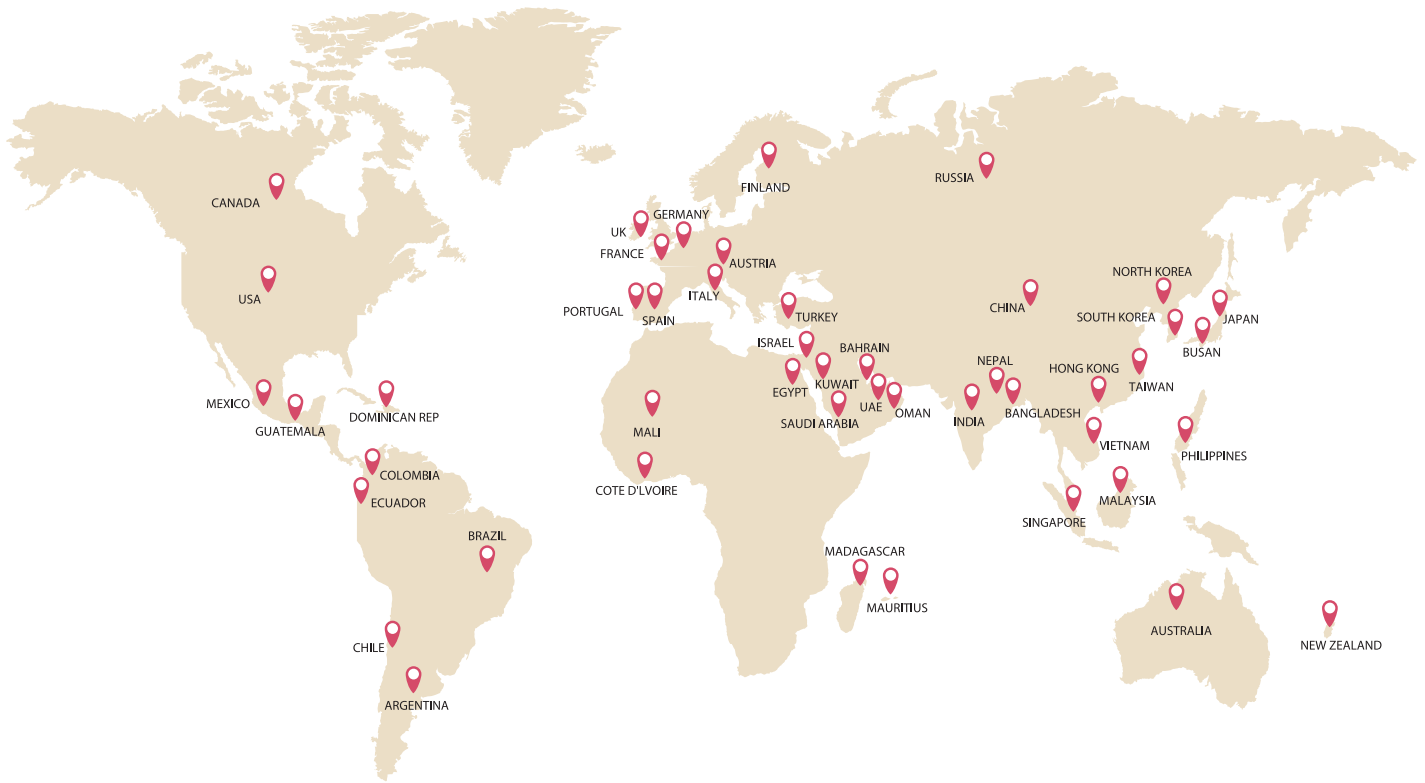 FINLAND
RUSSIA
CANADA
GERMANY
UK
FRANCE
AUSTRIA
NORTH KOREA
USA
ITALY
CHINA
PORTUGAL
SPAIN
TURKEY
SOUTH KOREA
JAPAN
ISRAEL
BAHRAIN
BUSAN
NEPAL
HONG KONG
KUWAIT
EGYPT
TAIWAN
MEXICO
DOMINICAN REP
UAE
OMAN
BANGLADESH
GUATEMALA
MALI
SAUDI ARABIA
INDIA
VIETNAM
PHILIPPINES
COLOMBIA
COTE D'LVOIRE
ECUADOR
MALAYSIA
SINGAPORE
BRAZIL
MADAGASCAR
MAURITIUS
AUSTRALIA
CHILE
NEW ZEALAND
ARGENTINA